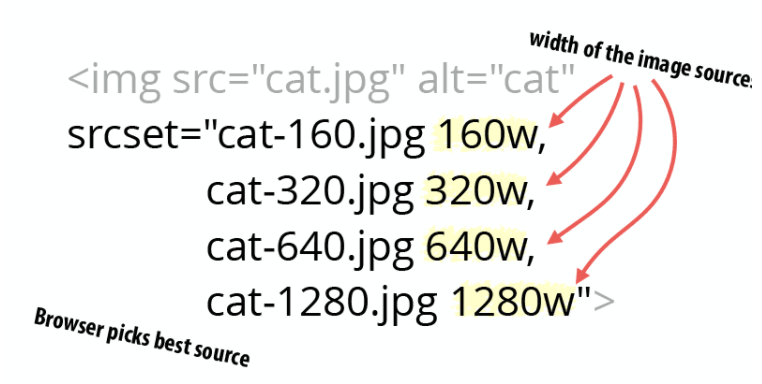 width of the image source
<img src="cat.jpg" alt="cat"
srcset="cat-160.jpg 160w,
cat-320.jpg 320w,
cat-640.jpg 640w,
cat-1280.jpg 1280w">
Browser picks best source